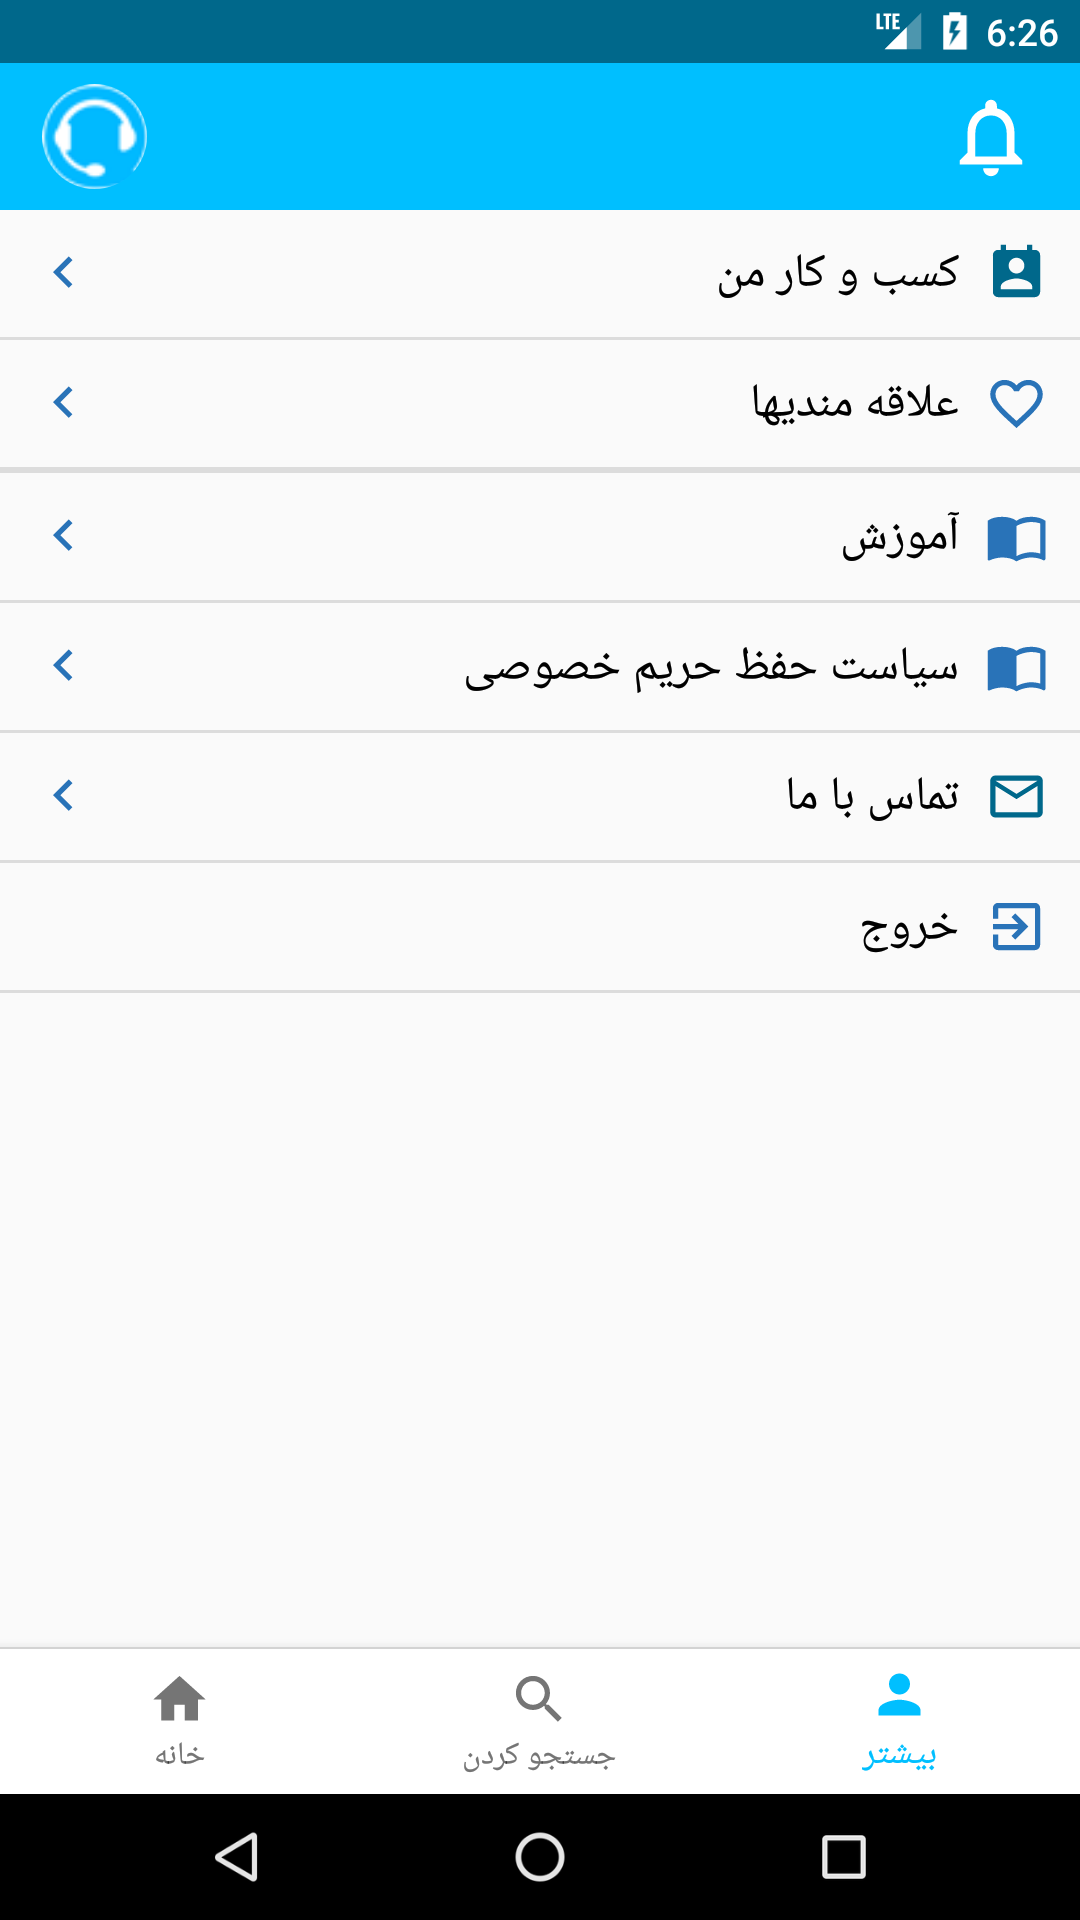 LTE 6:26
کسب و کار من
علاقه مندیها
آموزش
سیاست حفظ حریم خصوصی
تماس با ما
خروج
بیشتر
جستجو کردن
خانه